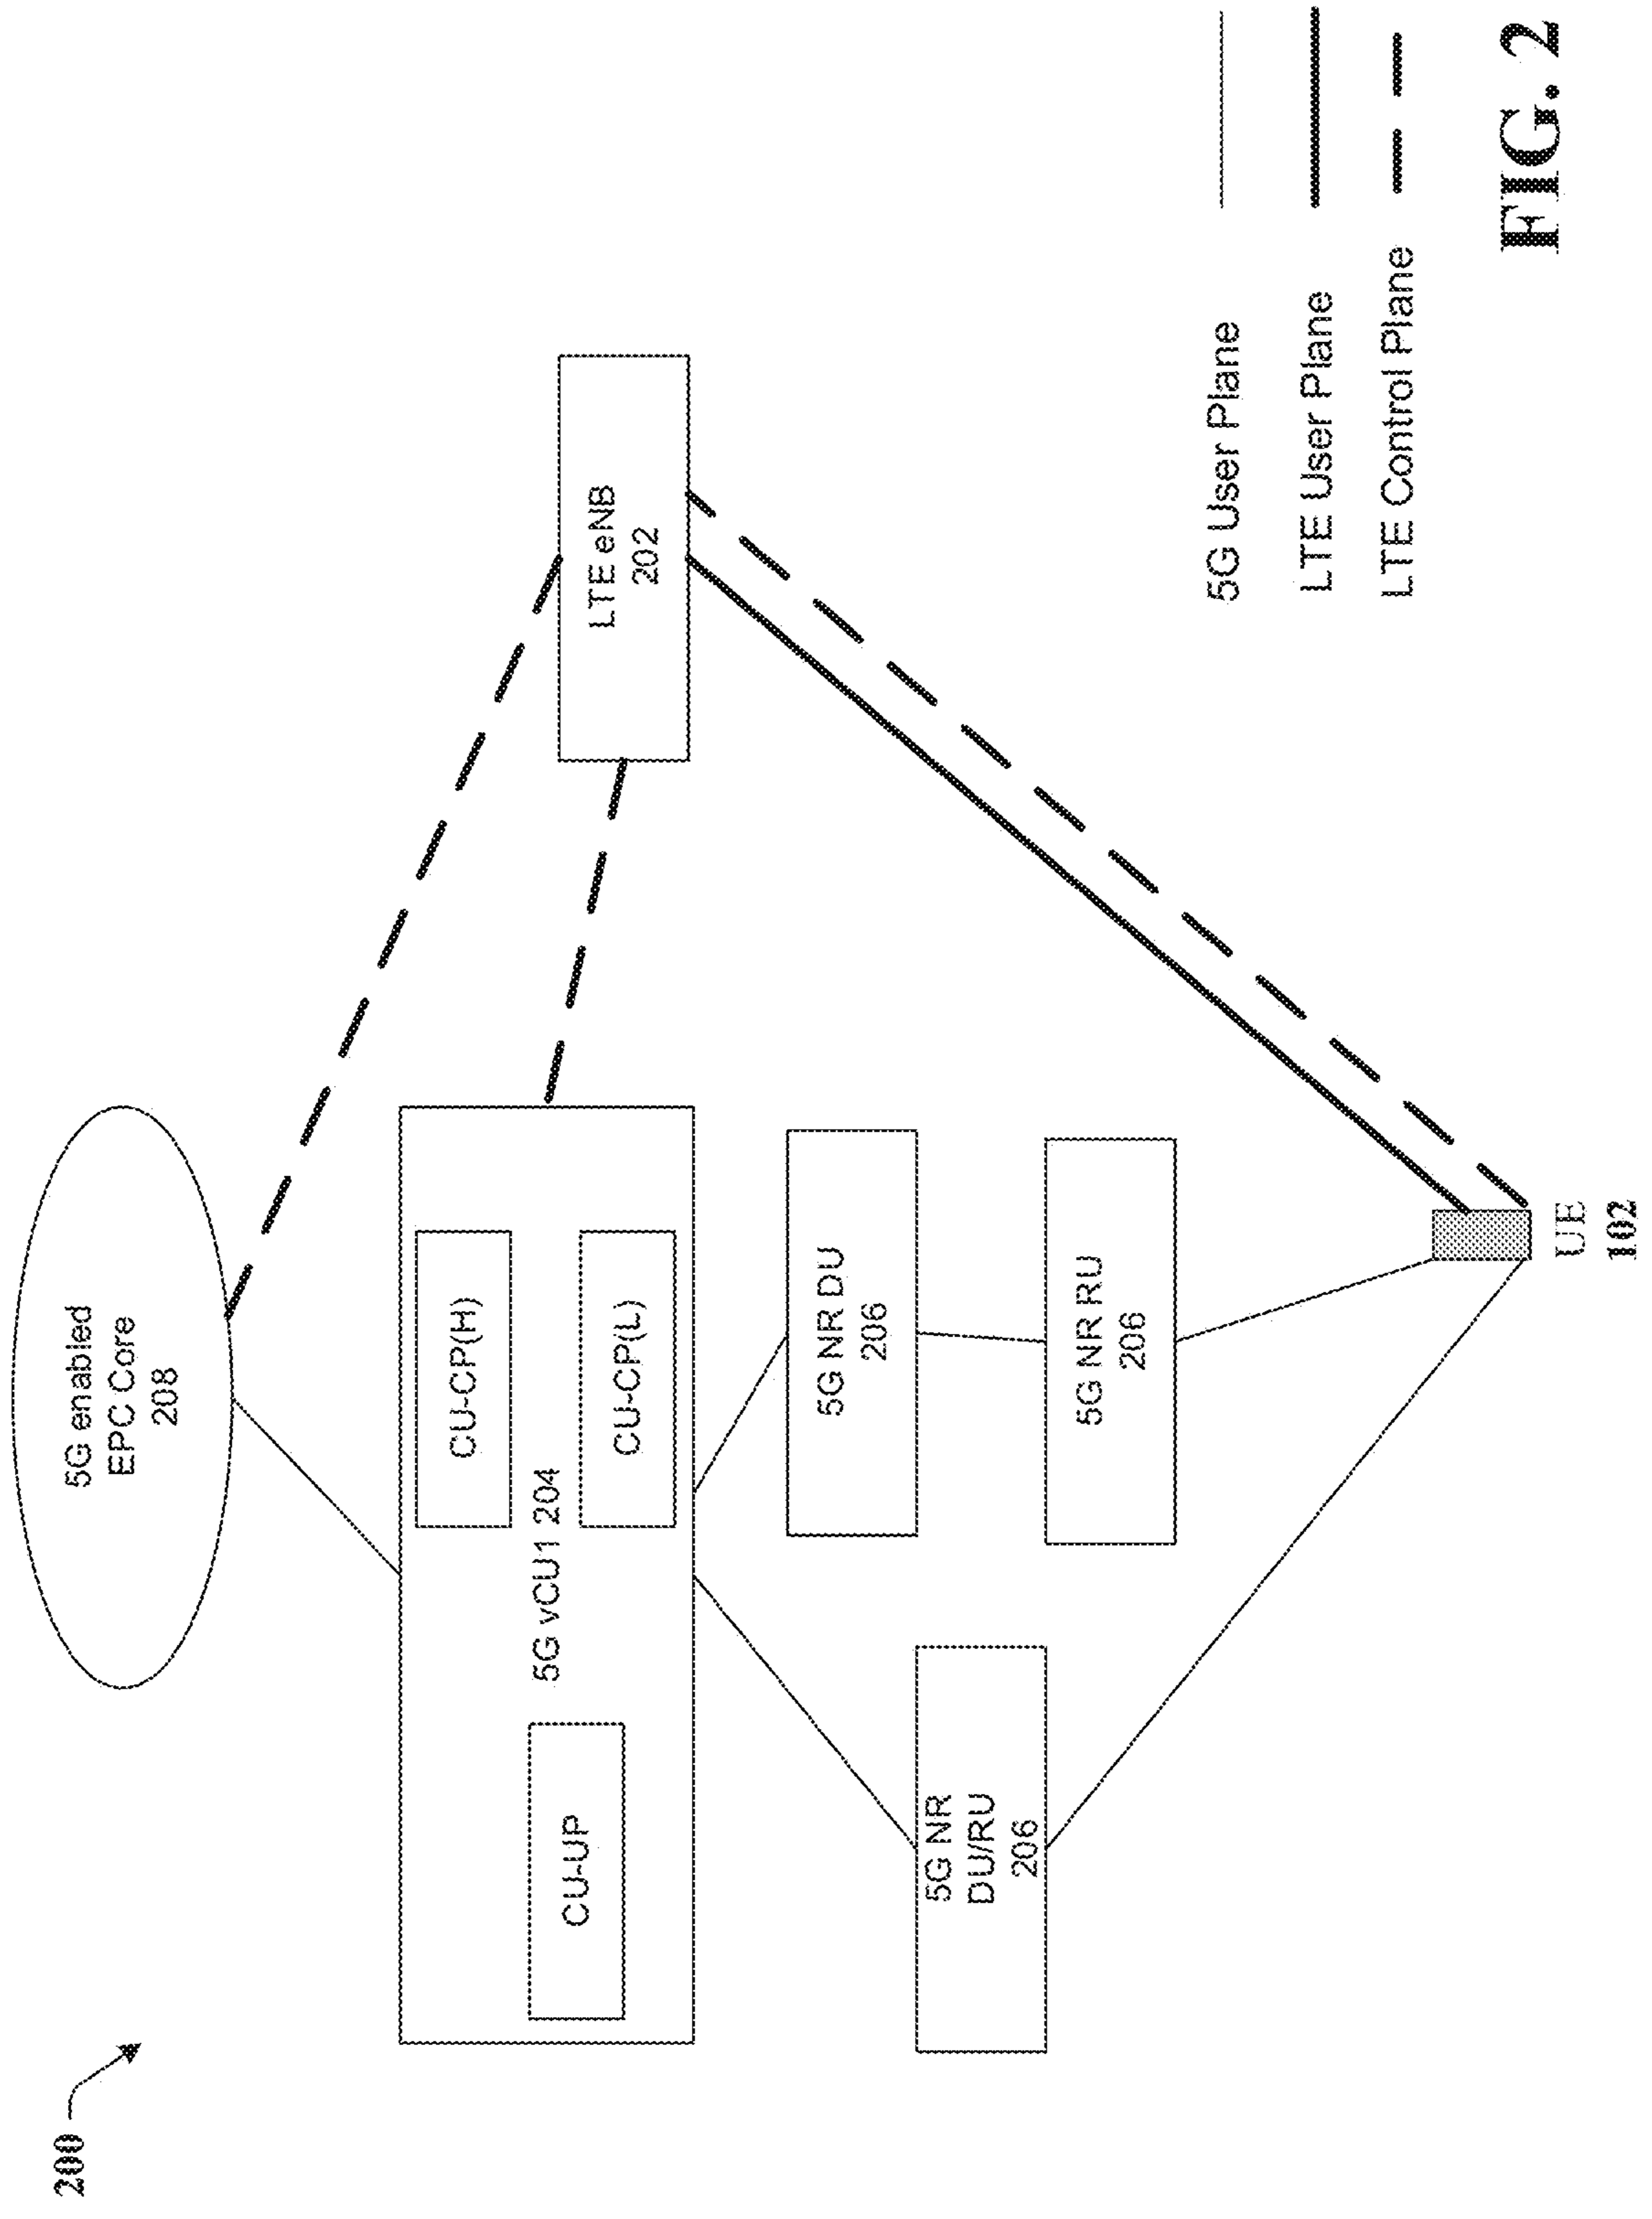 200
5G enabled
EPC Core
208
CU-UP
5G vCU1 204
CU-CP(H)
CU-CP(L)
LTE eNB
202
5G NR
DU/RU
206
5G NR DU
206
5G NR RU
206
UE
102
5G User Plane
LTE User Plane
LTE Control Plane
FIG. 2